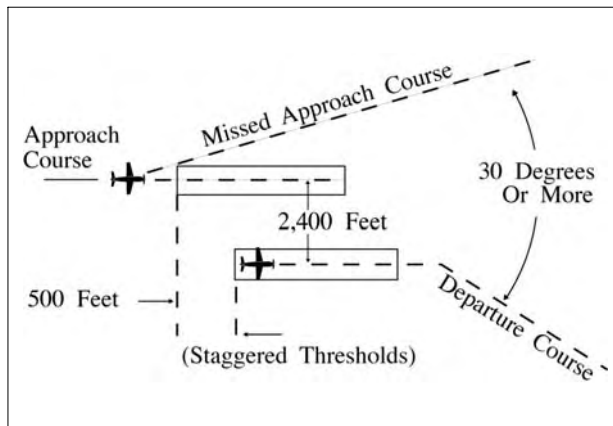 Missed Approach Course
Approach
Course
30 Degrees
Or More
2,400 Feet
500 Feet
Departure Course
(Staggered Thresholds)